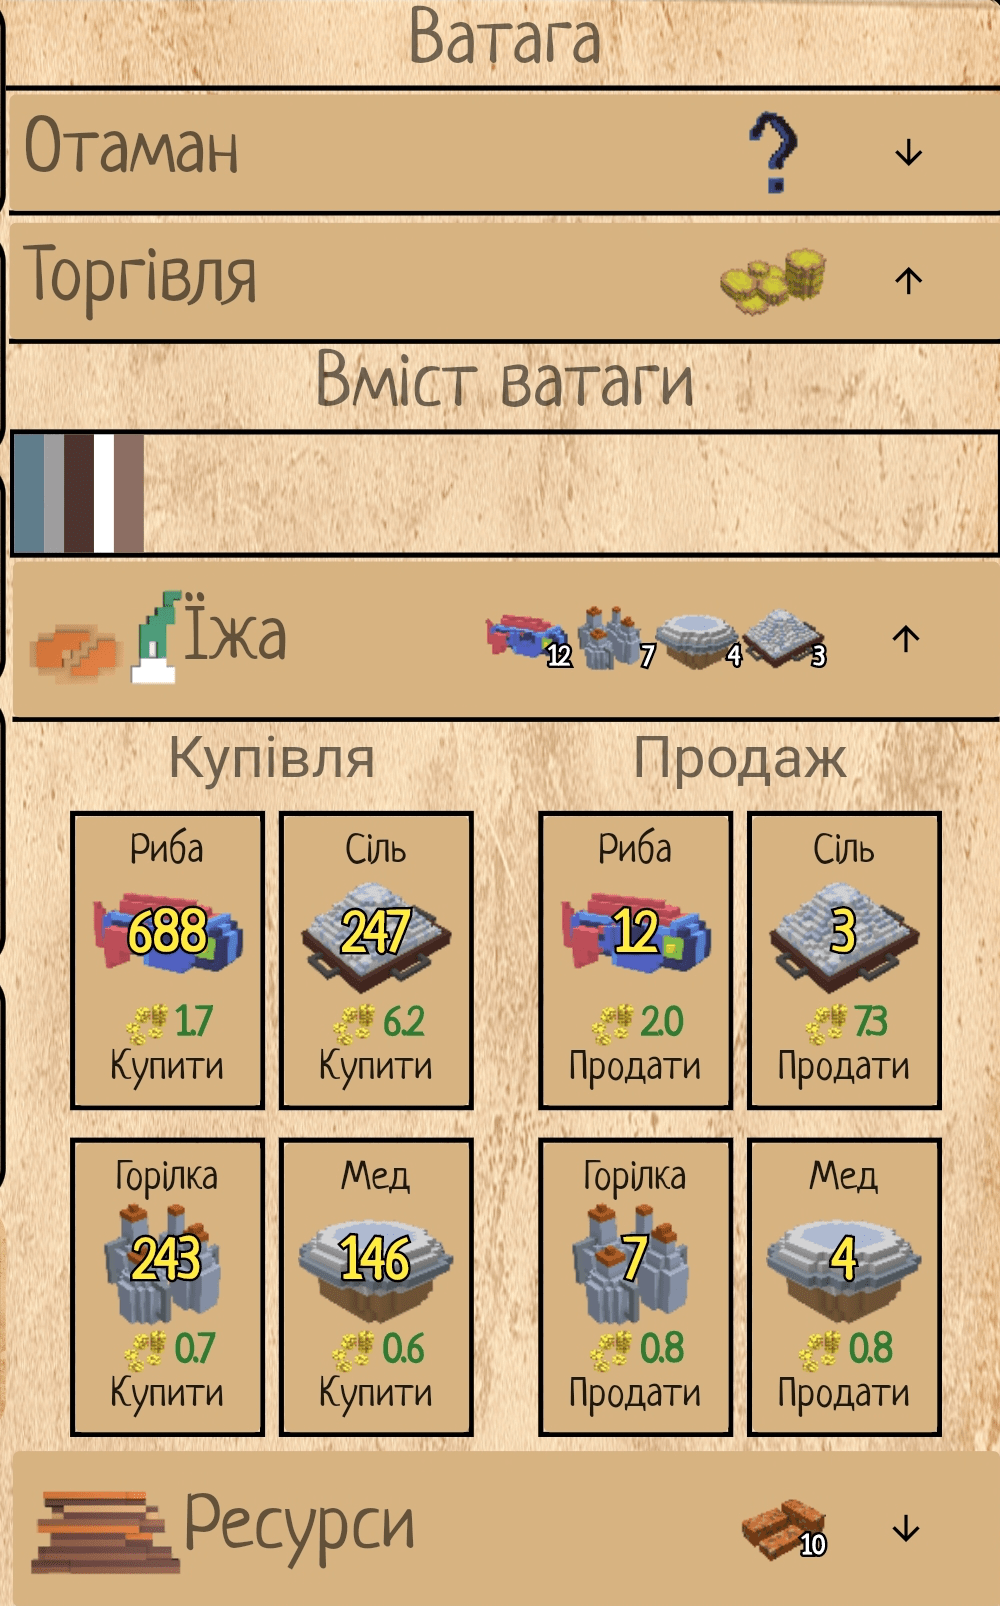 Ватага
Отаман
Торгівля
Вміст ватаги
Їжа 12 7 4 3
Купівля Продаж
Риба Сіль Риба Сіль
688 247 12 3
1.7 6.2 2.0 7.3
Купити Купити Продати Продати
Горілка Мед Горілка Мед
243 146 7 4
0.7 0.6 0.8 0.8
Купити Купити Продати Продати
Ресурси 10